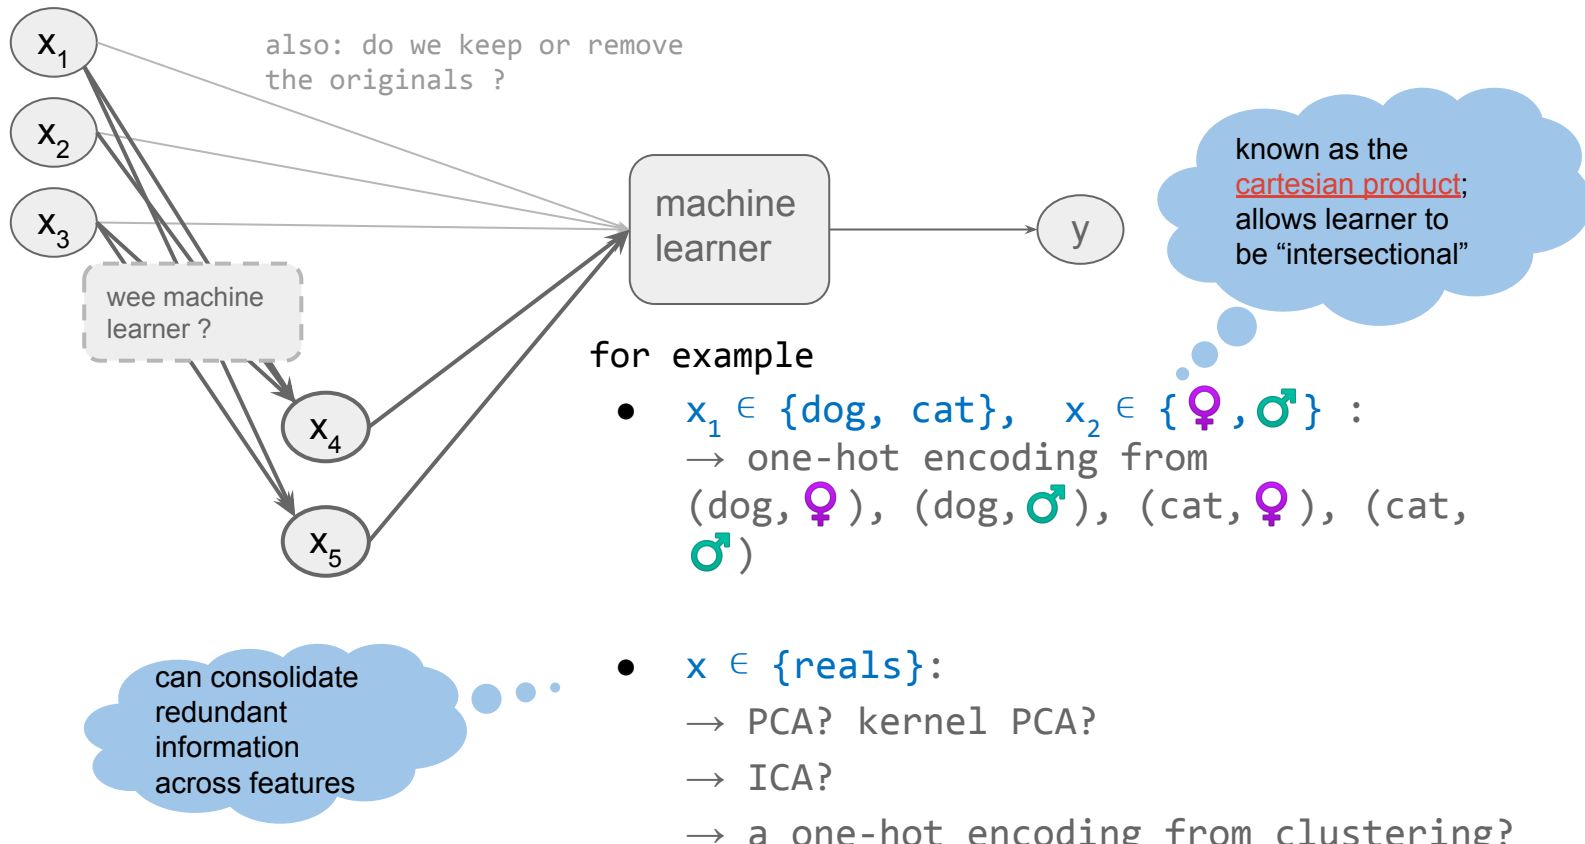 x1
x2
x3
also: do we keep or remove
the originals ?
wee machine
learner ?
x4
x5
machine
learner
y
known as the
cartesian product;
allows learner to
be “intersectional”
for example
● x1 ∈ {dog, cat}, x2 ∈ {♀,♂} :
→ one-hot encoding from
(dog,♀), (dog,♂), (cat,♀), (cat,
♂)
can consolidate
redundant
information
across features
● x ∈ {reals}:
→ PCA? kernel PCA?
→ ICA?
→ a one-hot encoding from clustering?